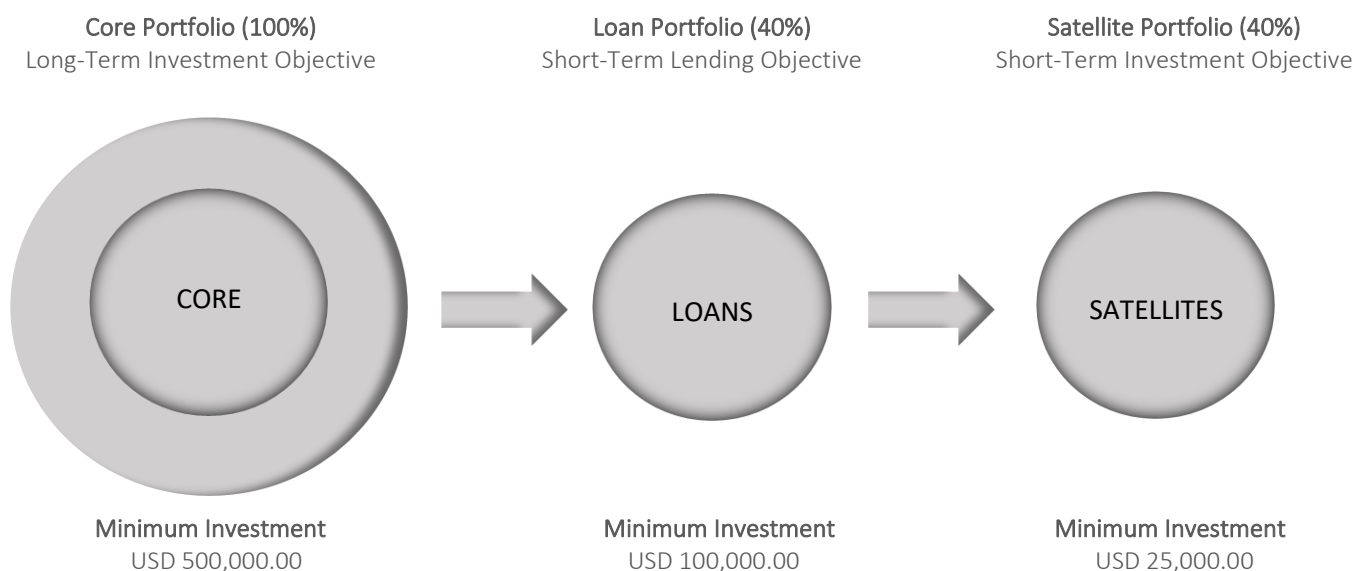 Core Portfolio (100%)
Long-Term Investment Objective
CORE
Minimum Investment
USD 500,000.00
Loan Portfolio (40%)
Short-Term Lending Objective
LOANS
Minimum Investment
USD 100,000.00
Satellite Portfolio (40%)
Short-Term Investment Objective
SATELLITES
Minimum Investment
USD 25,000.00